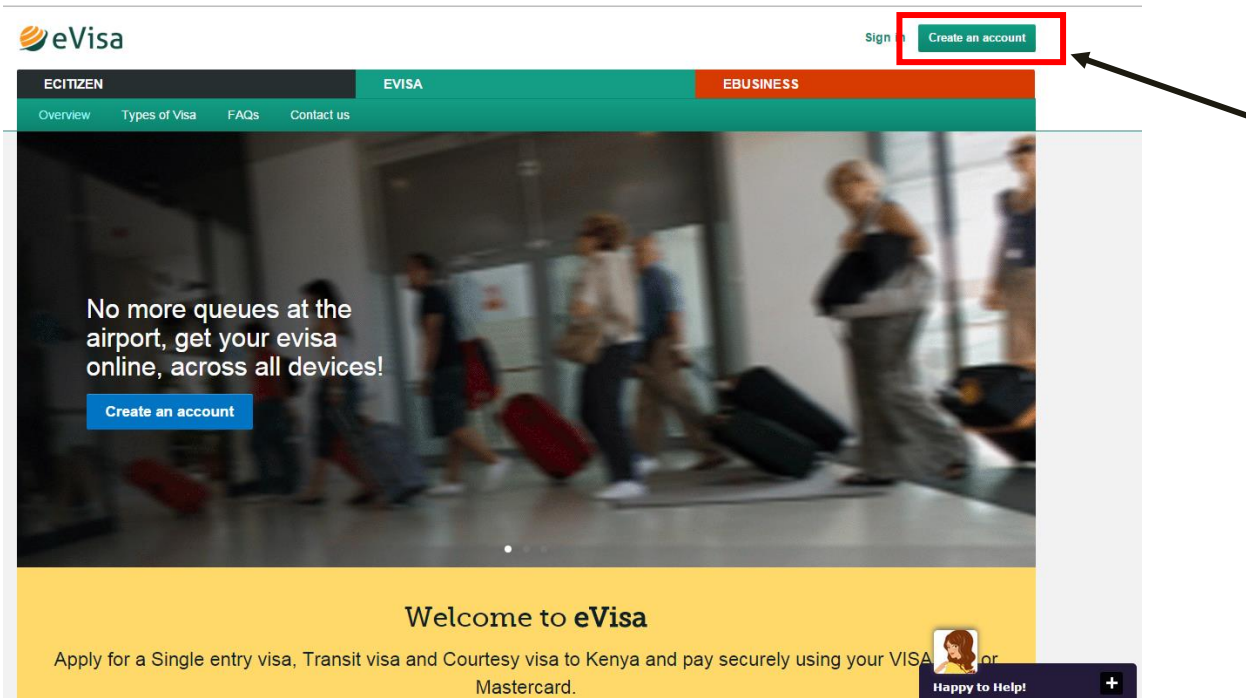 eVisa
Sign in Create an account
ECITIZEN EVISA EBUSINESS
Overview Types of Visa FAQs Contact us
No more queues at the
airport, get your evisa
online, across all devices!
Create an account
Welcome to eVisa
Apply for a Single entry visa, Transit visa and Courtesy visa to Kenya and pay securely using your VISA or
Mastercard.
Happy to Help! +